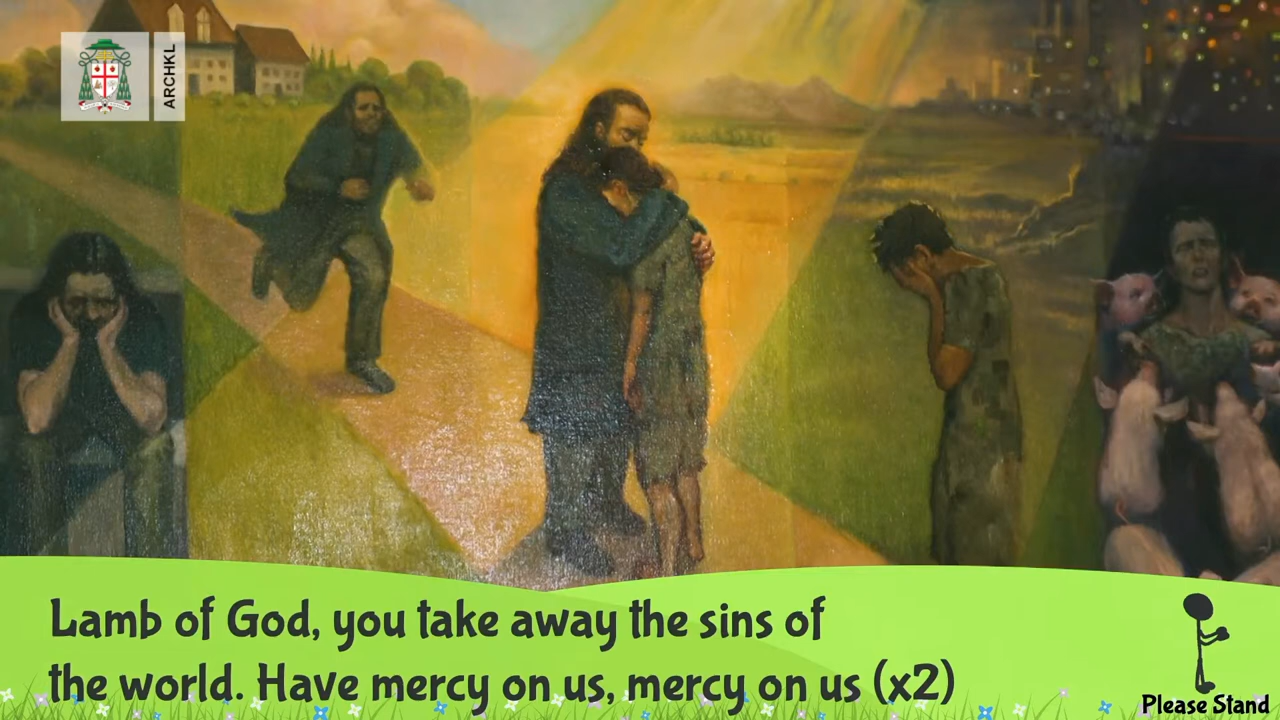 ARCHKL
Lamb of God, you take away the sins of
the world. Have mercy on us, mercy on us (x2)
Please Stand